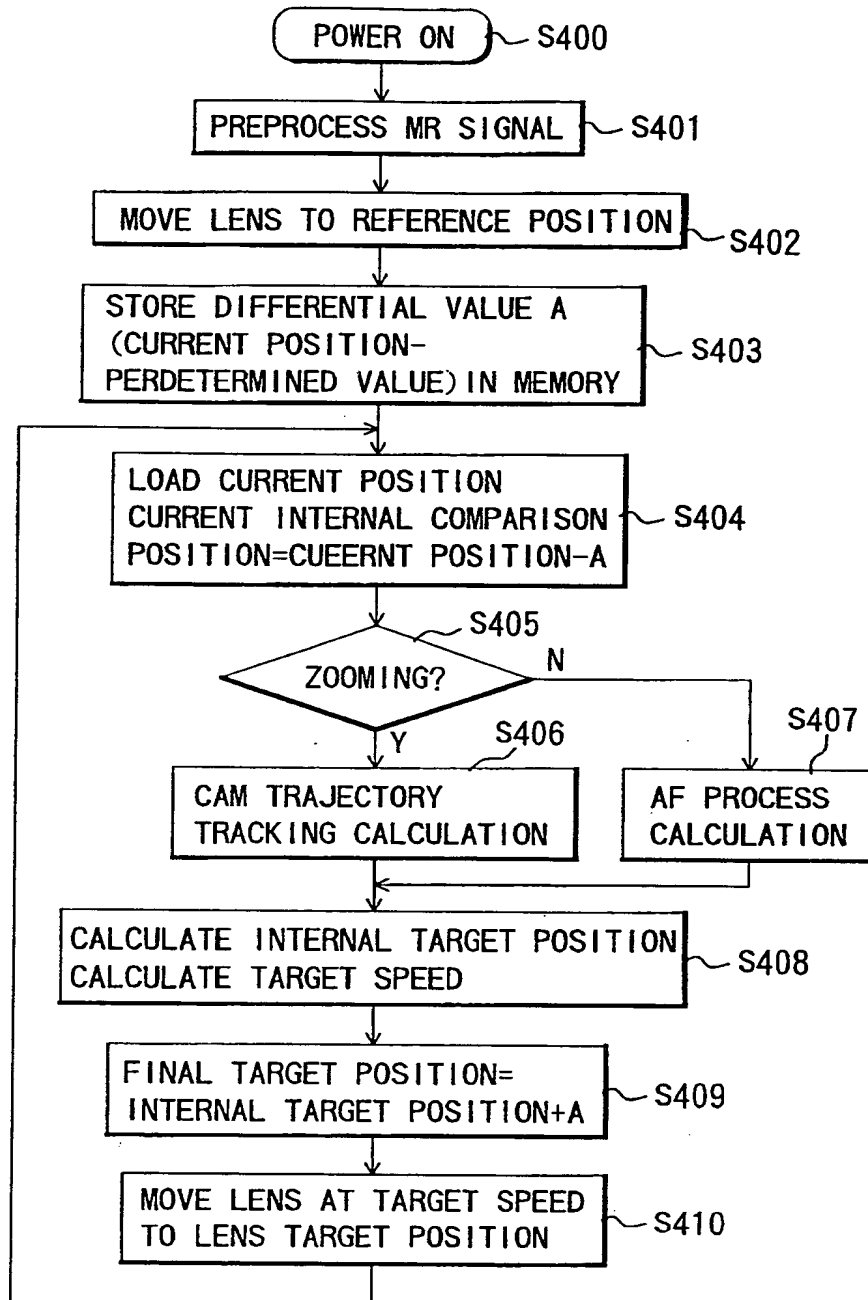 POWER ON
S400
PREPROCESS MR SIGNAL
S401
MOVE LENS TO REFERENCE POSITION
S402
STORE DIFFERENTIAL VALUE A
(CURRENT POSITION-
PERDETERMINED VALUE) IN MEMORY
S403
LOAD CURRENT POSITION
CURRENT INTERNAL COMPARISON
POSITION=CUEERNT POSITION-A
S404
S405
ZOOMING?
N
Y
S406
CAM TRAJECTORY
TRACKING CALCULATION
S407
AF PROCESS
CALCULATION
CALCULATE INTERNAL TARGET POSITION
CALCULATE TARGET SPEED
S408
FINAL TARGET POSITION=
INTERNAL TARGET POSITION+A
S409
MOVE LENS AT TARGET SPEED
TO LENS TARGET POSITION
S410